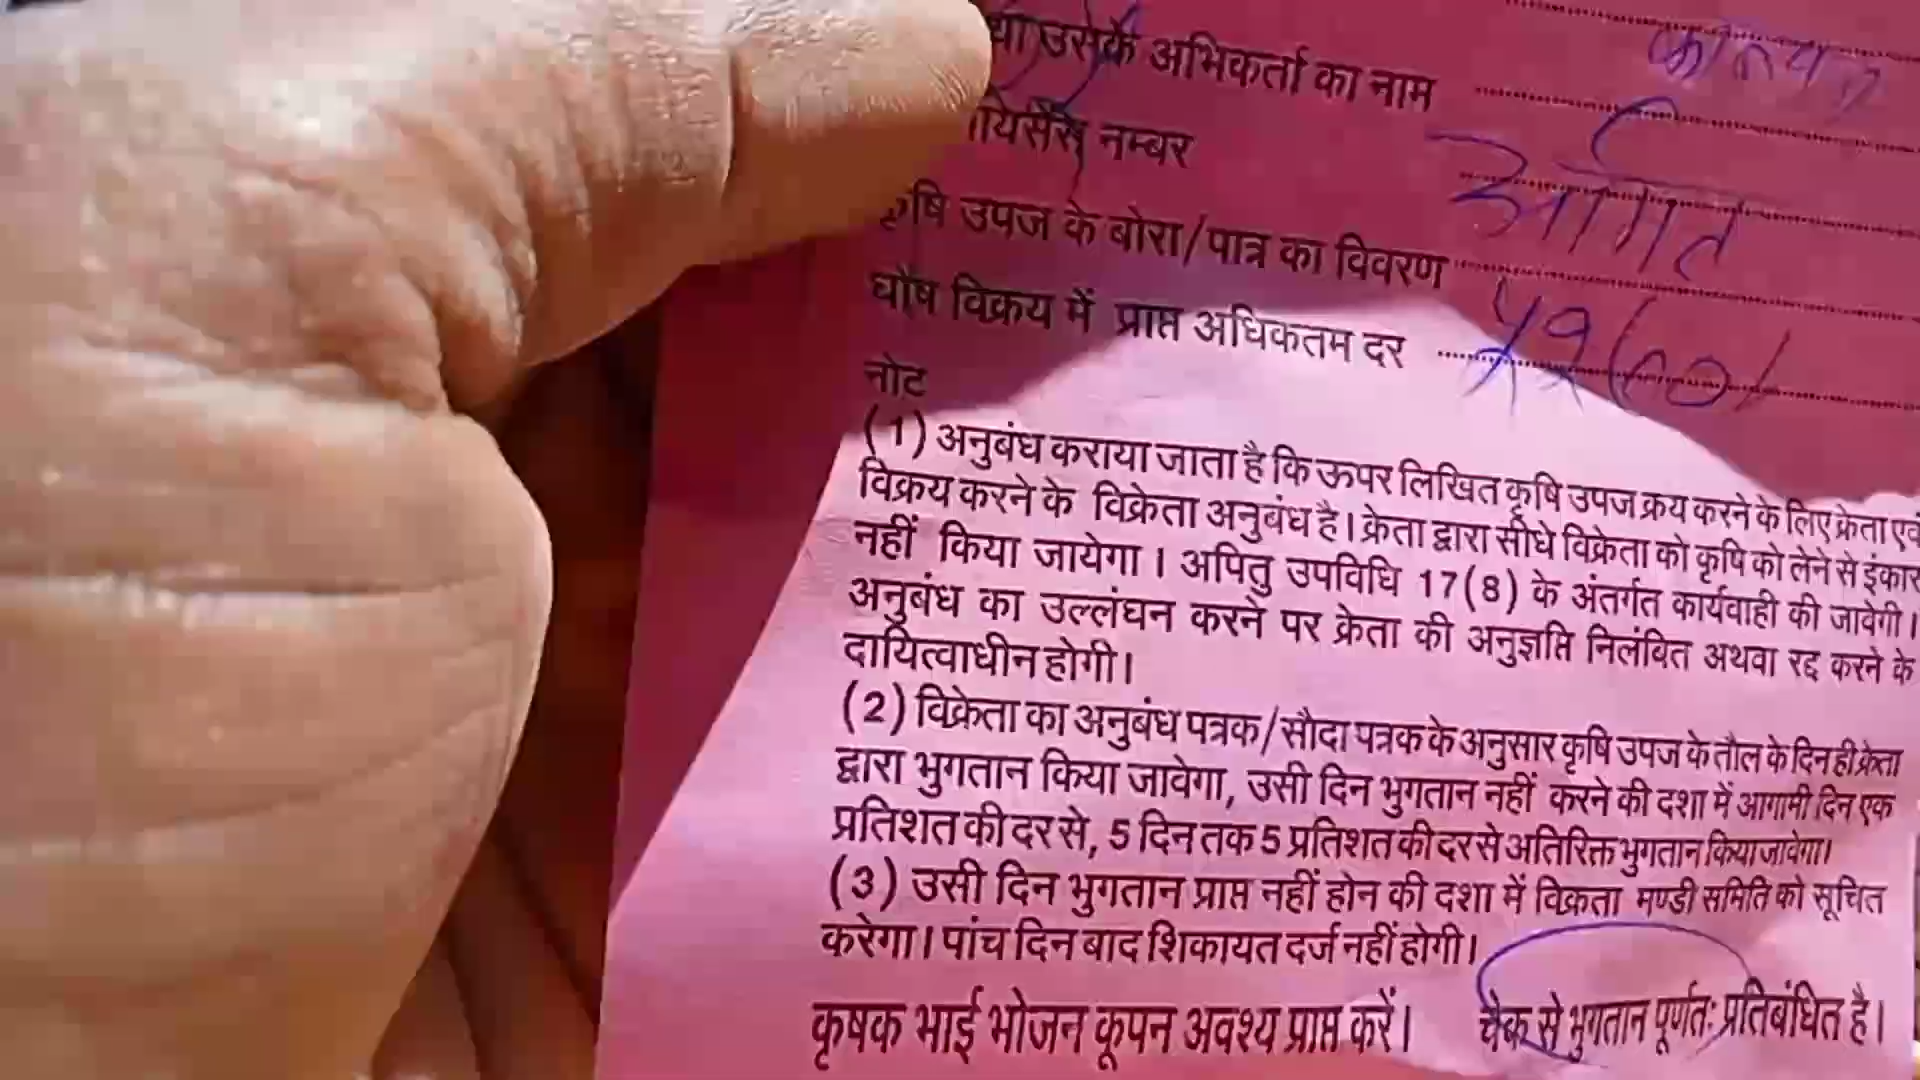 उसके अभिकर्ता का नाम
नम्बर
कृषि उपज के बोरा/पात्र का विवरण
घौष विक्रय में प्राप्त अधिकतम दर
नोट
(1) अनुबंध कराया जाता है कि ऊपर लिखित कृषि उपज क्रय करने के लिए क्रेता एवं
विक्रय करने के विक्रेता अनुबंध है। क्रेता द्वारा सीधे विक्रेता को कृषि को लेने से इंकार
नहीं किया जायेगा। अपितु उपविधि 17(8) के अंतर्गत कार्यवाही की जावेगी।
अनुबंध का उल्लंघन करने पर क्रेता की अनुज्ञप्ति निलंबित अथवा रद्द करने के
दायित्वाधीन होगी।
(2) विक्रेता का अनुबंध पत्रक/सौदा पत्रक के अनुसार कृषि उपज के तौल के दिन ही क्रेता
द्वारा भुगतान किया जावेगा, उसी दिन भुगतान नहीं करने की दशा में आगामी दिन एक
प्रतिशत की दर से, 5 दिन तक 5 प्रतिशत की दर से अतिरिक्त भुगतान किया जावेगा।
(3) उसी दिन भुगतान प्राप्त नहीं होन की दशा में विक्रता मण्डी समिति को सूचित
करेगा। पांच दिन बाद शिकायत दर्ज नहीं होगी।
कृषक भाई भोजन कूपन अवश्य प्राप्त करें। चैक से भुगतान पूर्णत: प्रतिबंधित है।